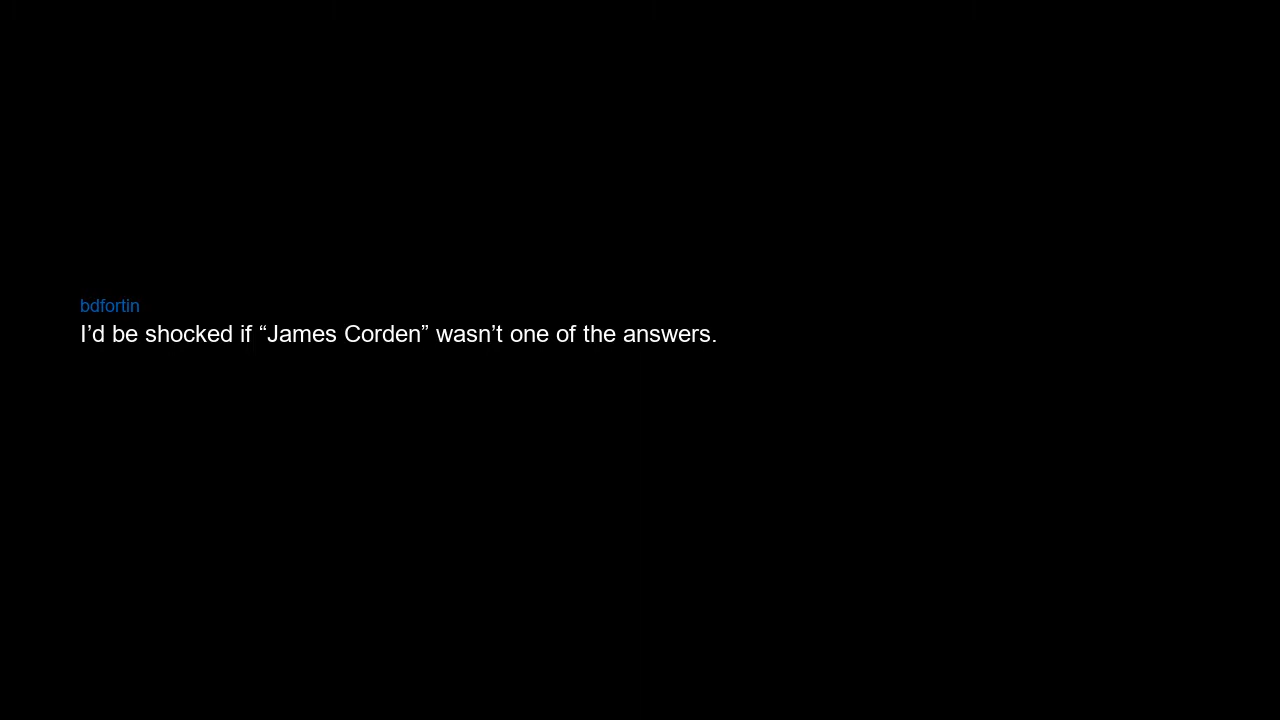 bdfortin
I’d be shocked if “James Corden” wasn’t one of the answers.